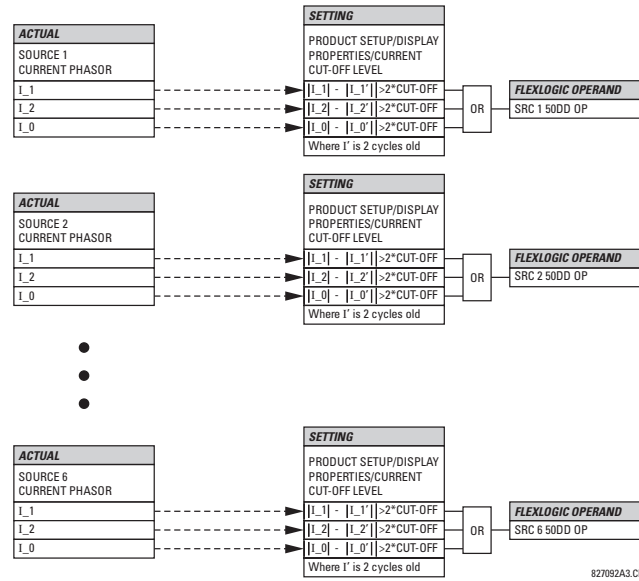 ACTUAL
SOURCE 1
CURRENT PHASOR
I_1
I_2
I_0
SETTING
PRODUCT SETUP/DISPLAY
PROPERTIES/CURRENT
CUT-OFF LEVEL
||I_1| - |I_1’||>2*CUT-OFF
||I_2| - |I_2’||>2*CUT-OFF
||I_0| - |I_0’||>2*CUT-OFF
Where I’ is 2 cycles old
OR
FLEXLOGIC OPERAND
SRC 1 50DD OP
ACTUAL
SOURCE 2
CURRENT PHASOR
I_1
I_2
I_0
SETTING
PRODUCT SETUP/DISPLAY
PROPERTIES/CURRENT
CUT-OFF LEVEL
||I_1| - |I_1’||>2*CUT-OFF
||I_2| - |I_2’||>2*CUT-OFF
||I_0| - |I_0’||>2*CUT-OFF
Where I’ is 2 cycles old
OR
FLEXLOGIC OPERAND
SRC 2 50DD OP
ACTUAL
SOURCE 6
CURRENT PHASOR
I_1
I_2
I_0
SETTING
PRODUCT SETUP/DISPLAY
PROPERTIES/CURRENT
CUT-OFF LEVEL
||I_1| - |I_1’||>2*CUT-OFF
||I_2| - |I_2’||>2*CUT-OFF
||I_0| - |I_0’||>2*CUT-OFF
Where I’ is 2 cycles old
OR
FLEXLOGIC OPERAND
SRC 6 50DD OP